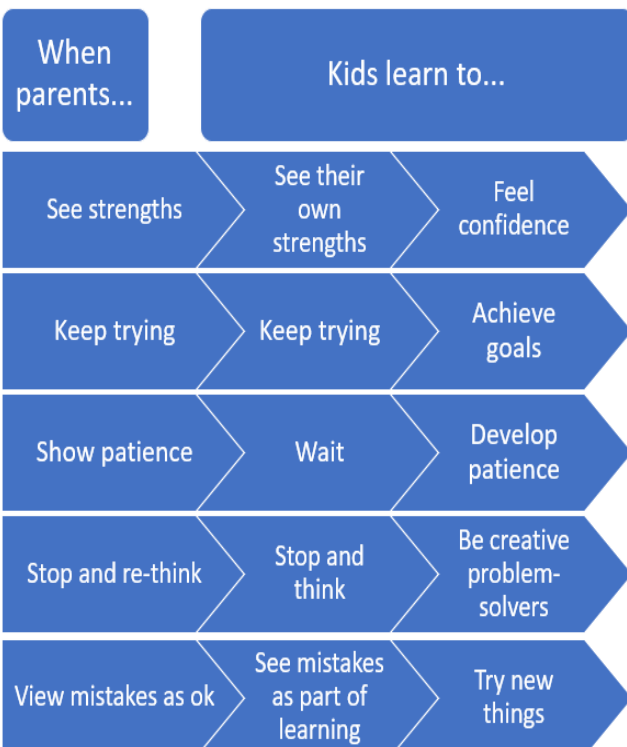 When
parents...
Kids learn to...
See strengths
See their
own
strengths
Feel
confidence
Keep trying
Keep trying
Achieve
goals
Show patience
Wait
Develop
patience
Stop and re-think
Stop and
think
Be creative
problem-
solvers
View mistakes as ok
See mistakes
as part of
learning
Try new
things